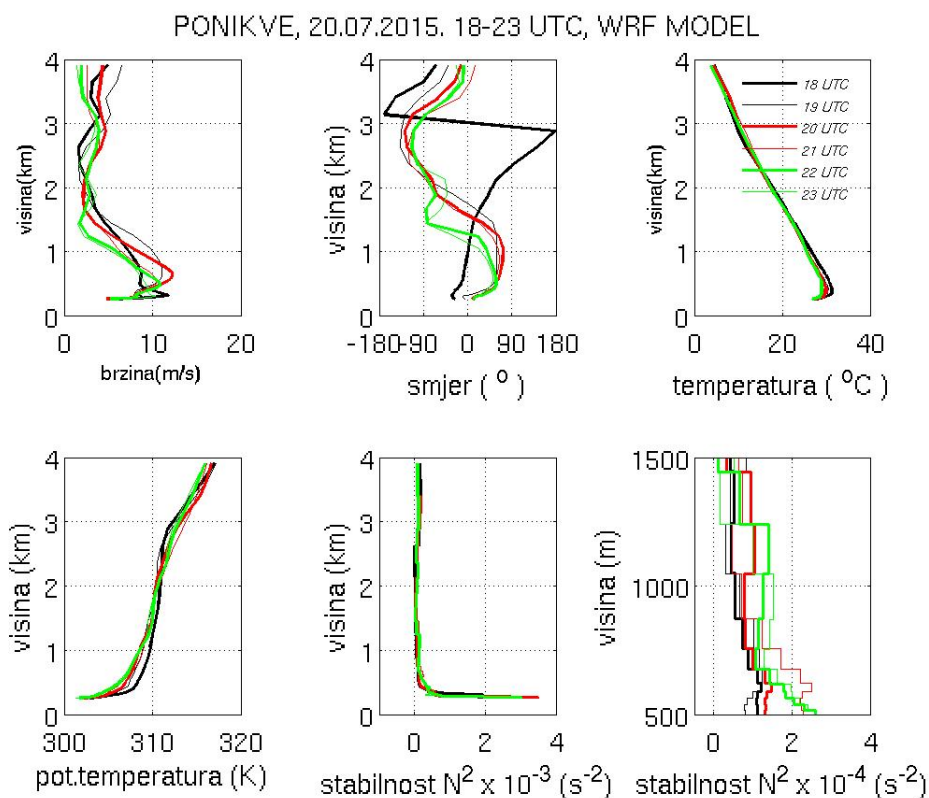 PONIKVE, 20.07.2015. 18-23 UTC, WRF MODEL
4
3
2
1
0
visina(km)
0
10
20
brzina(m/s)
4
3
2
1
0
visina (km)
-180
-90
0
90
180
smjer ( o
4
3
2
1
0
visina(km)
0
20
40
temperatura ( oC )
18 UTC
19 UTC
20 UTC
21 UTC
22 UTC
23 UTC
4
3
2
1
0
visina (km)
300
310
320
pot.temperatura (K)
4
3
2
1
0
visina (km)
0
2
4
stabilnost N2 x 10-3 (s-2)
1500
1000
500
visina (m)
0
2
4
stabilnost N2 x 10-4 (s-2)